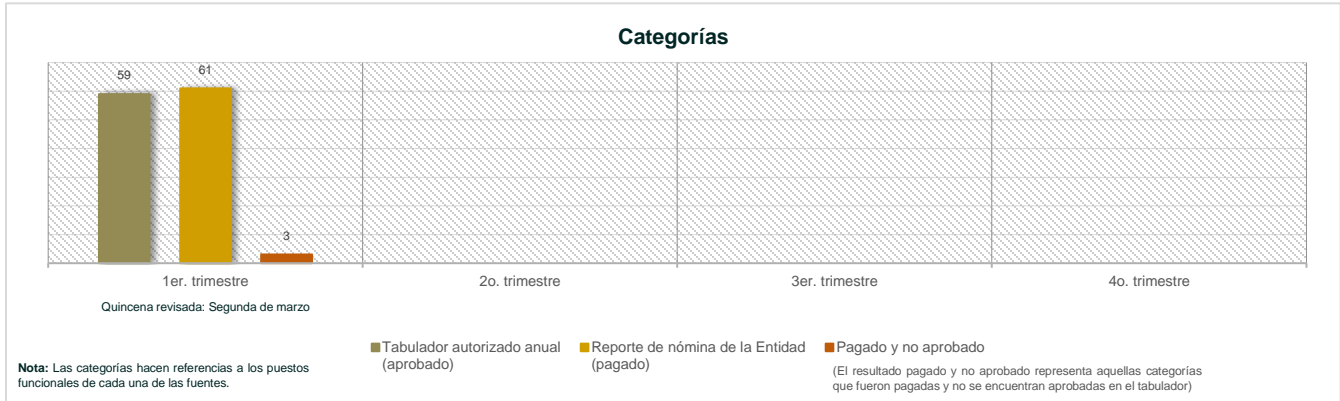 Categorías
59
61
3
1er. trimestre
2o. trimestre
3er. trimestre
4o. trimestre
Quincena revisada: Segunda de marzo
Tabulador autorizado anual
(aprobado)
Reporte de nómina de la Entidad
(pagado)
Pagado y no aprobado
(El resultado pagado y no aprobado representa aquellas categorías
que fueron pagadas y no se encuentran aprobadas en el tabulador)
Nota: Las categorías hacen referencias a los puestos
funcionales de cada una de las fuentes.